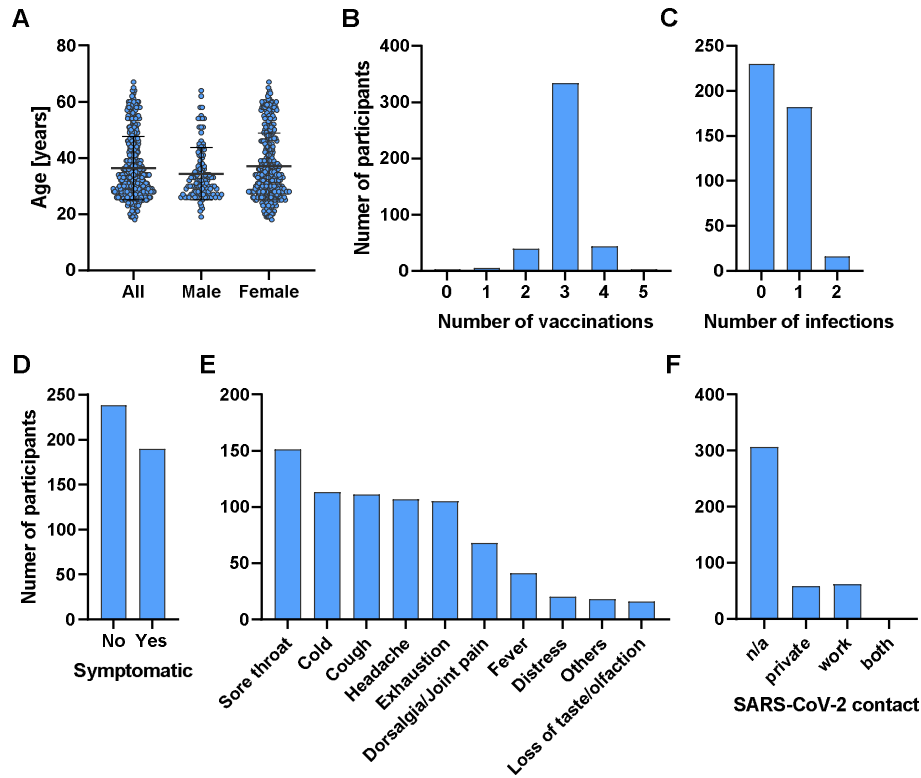 A
Age [years]
80
60
40
20
0
All Male Female
B
Numer of participants
400
300
200
100
0
0 1 2 3 4 5
Number of vaccinations
C
250
200
150
100
50
0
0 1 2
Number of infections
D
Numer of participants
250
200
150
100
50
0
No Yes
Symptomatic
E
200
150
100
50
0
Sore throat
Cold
Cough
Headache
Exhaustion
Dorsalgia/Joint pain
Fever
Distress
Others
Loss of taste/olfaction
F
400
300
200
100
0
n/a
private
work
both
SARS-CoV-2 contact